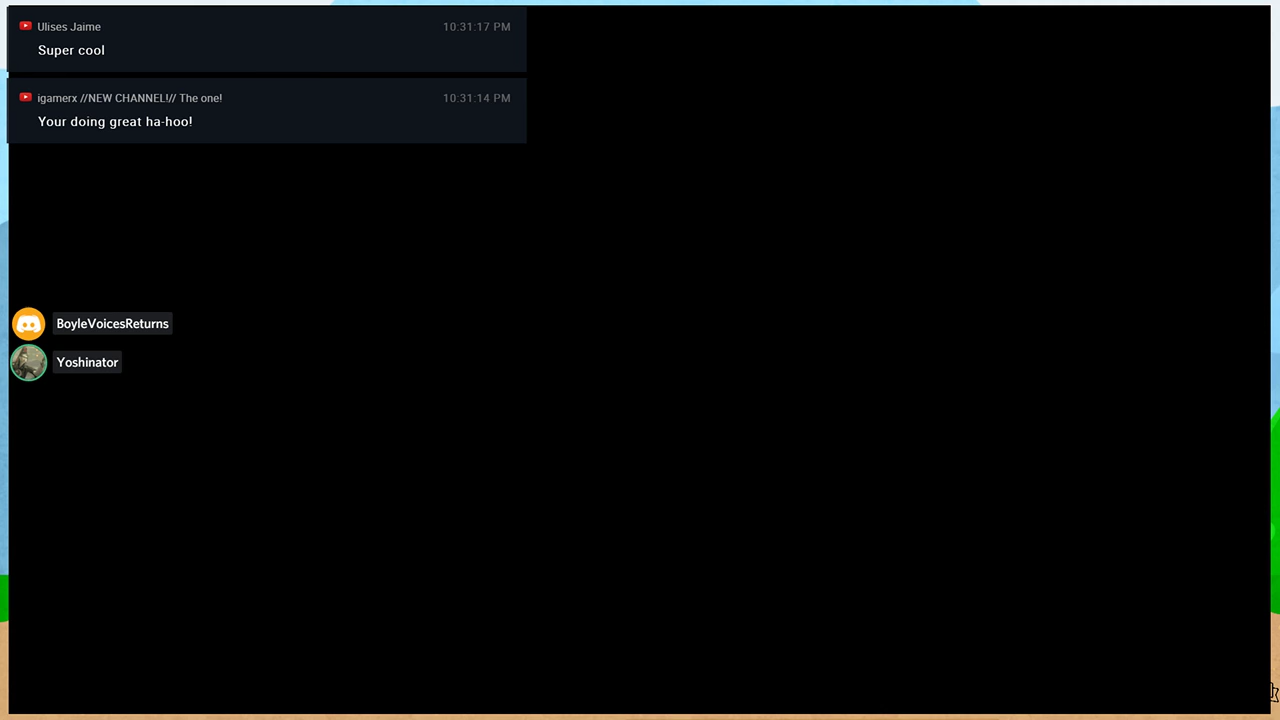 Ulises Jaime 10:31:17 PM
Super cool
igamerx //NEW CHANNEL!// The one! 10:31:14 PM
Your doing great ha-hoo!
BoyleVoicesReturns
Yoshinator